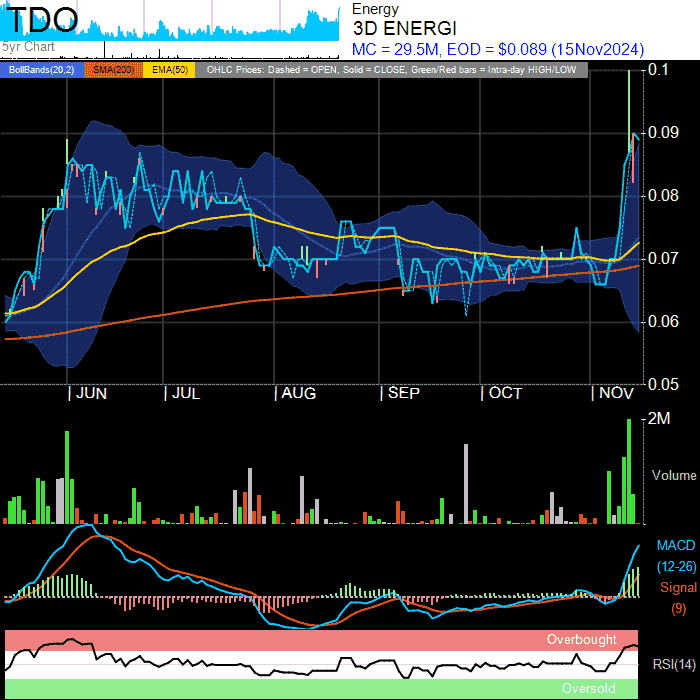 TDO
5yr Chart
Energy
3D ENERGI
MC = 29.5M, EOD = $0.089 (15Nov2024)
BollBands(20,2) SMA(200) EMA(50) OHLC Prices: Dashed = OPEN, Solid = CLOSE, Green/Red bars = Intra-day HIGH/LOW
0.1
0.09
0.08
0.07
0.06
0.05
JUN JUL AUG SEP OCT NOV
2M
Volume
MACD
(12-26)
Signal
(9)
Overbought
RSI(14)
Oversold